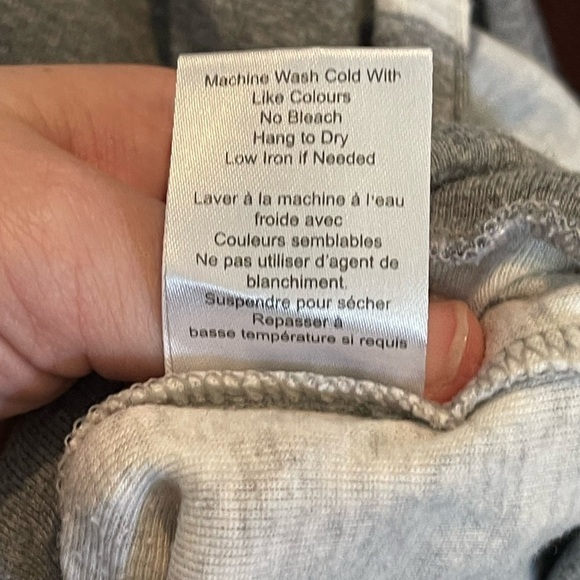 Machine Wash Cold With
Like Colours
No Bleach
Hang to Dry
Low Iron if Needed
Laver à la machine à l'eau
froide avec
Couleurs semblables
Ne pas utiliser d'agent de
blanchiment.
Suspendre pour sécher
Repasser à
basse température si requis